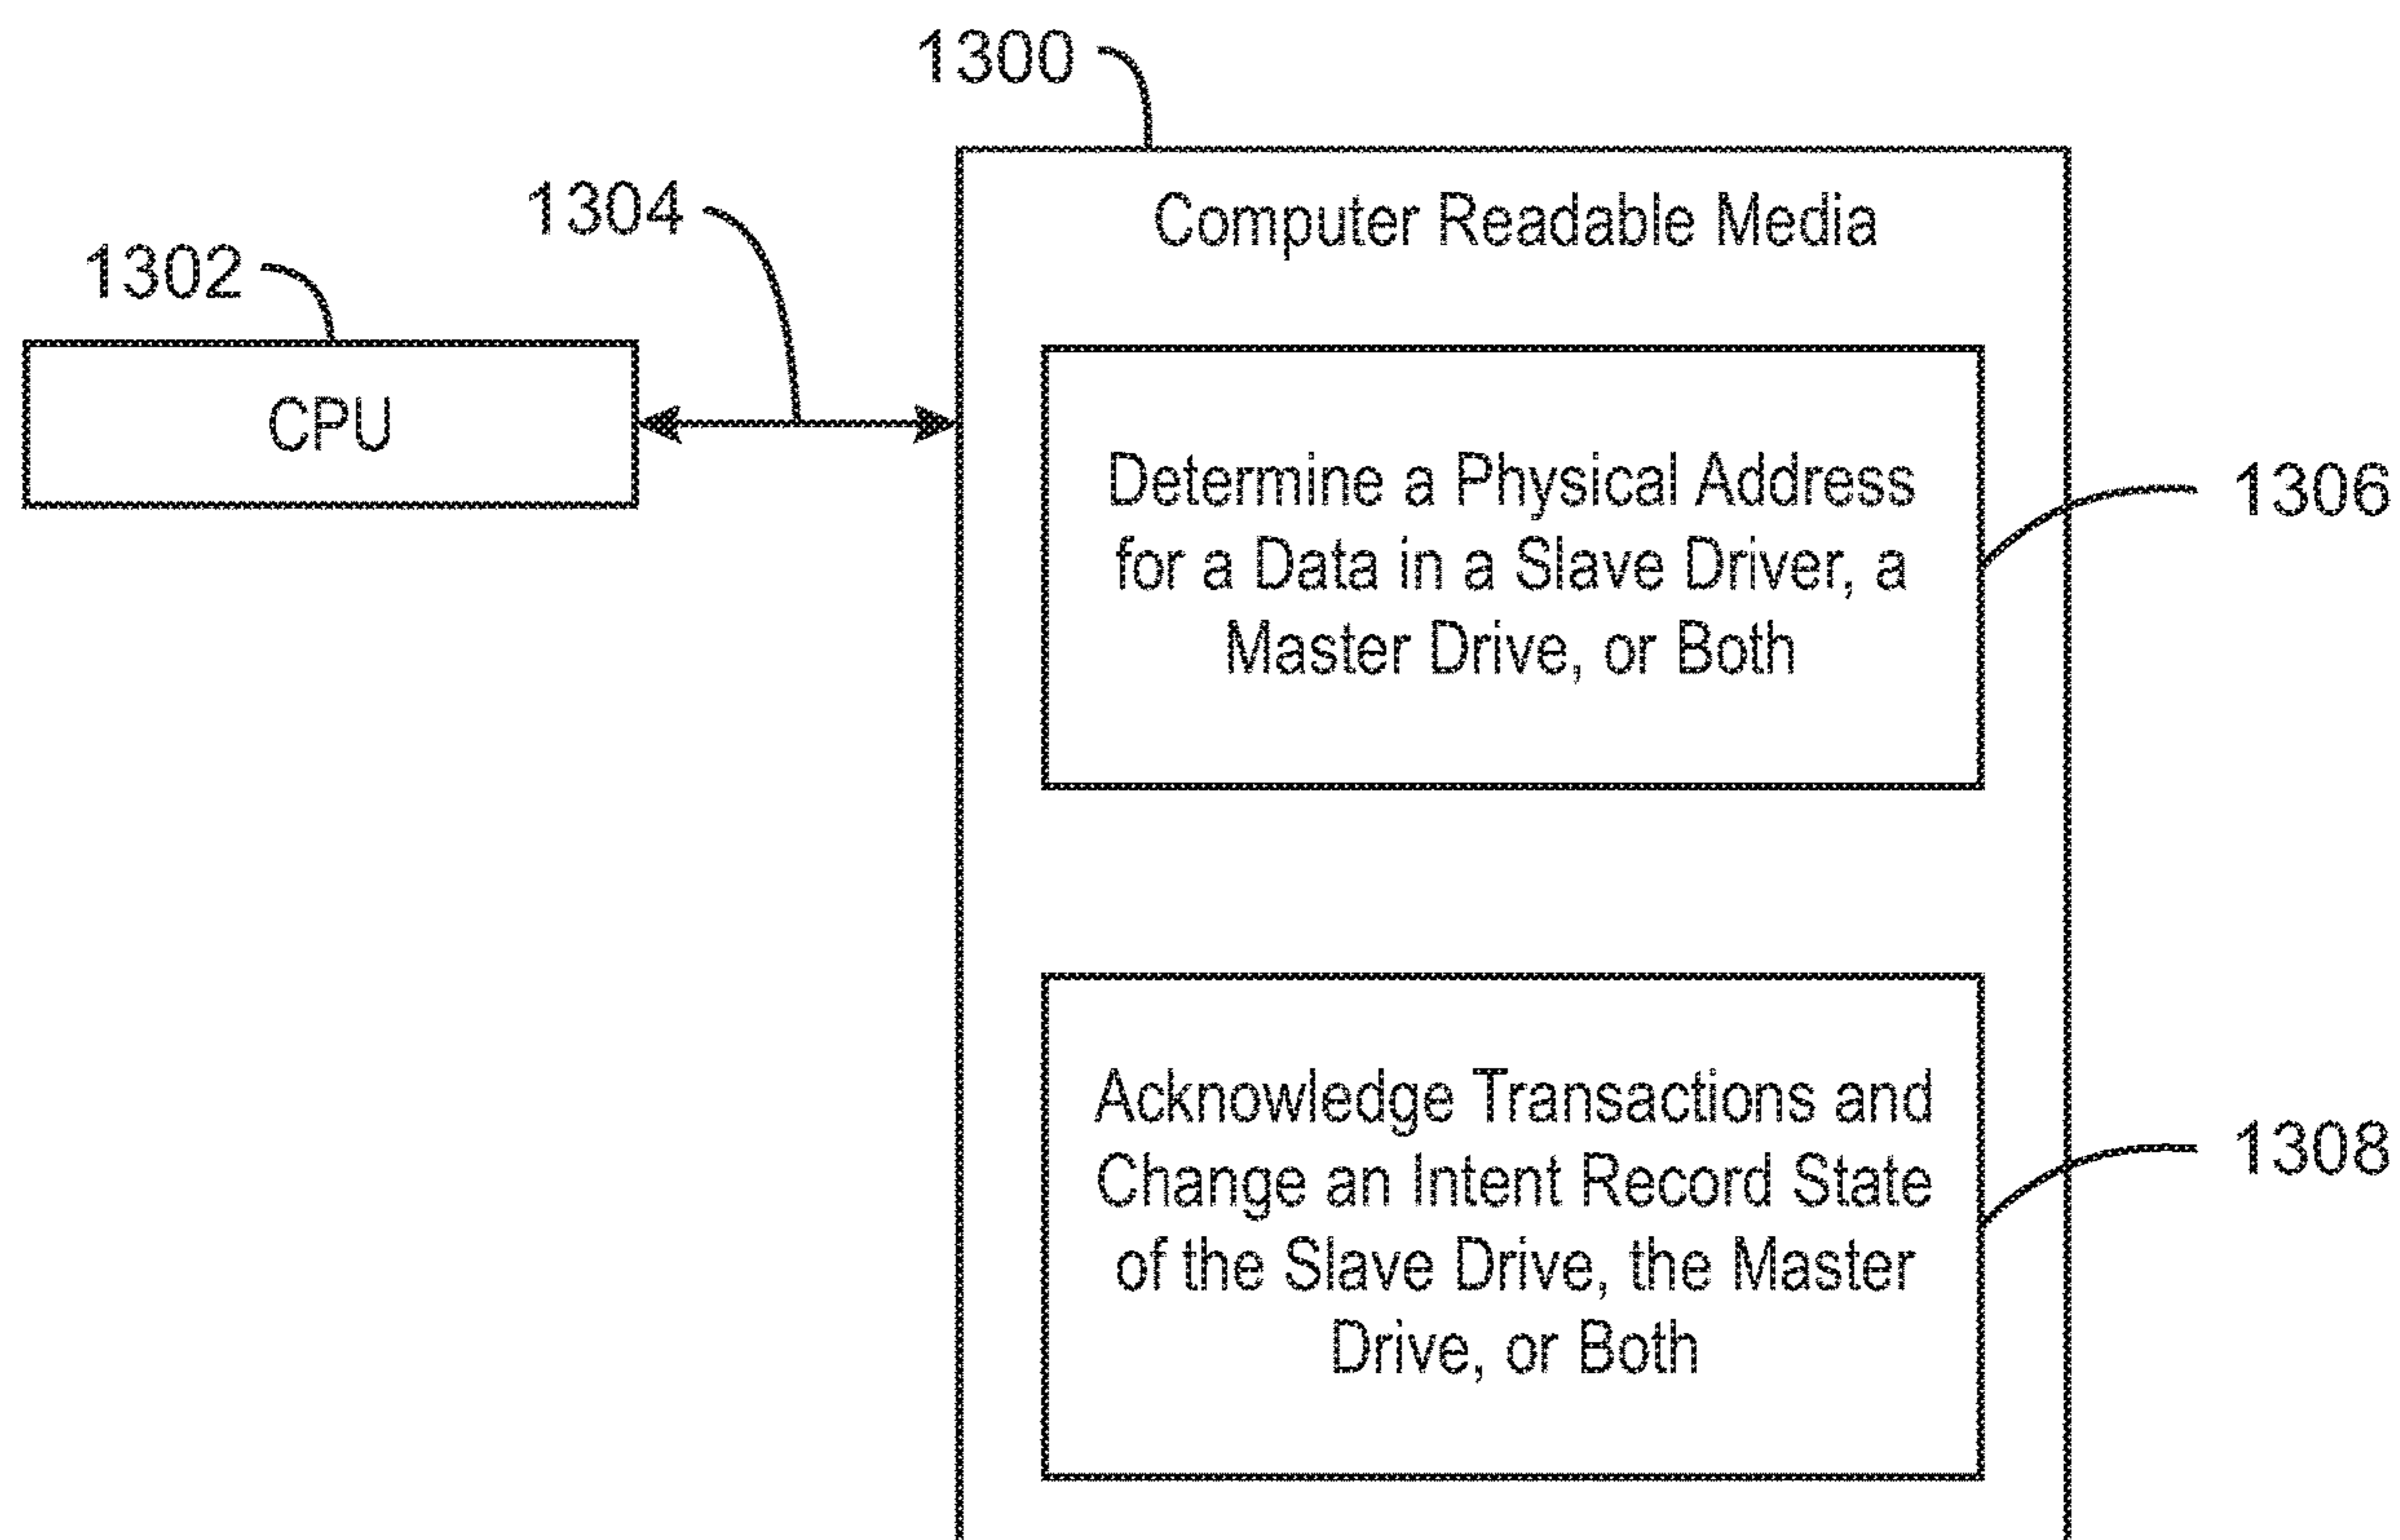 1300
Computer Readable Media
1304
1302
CPU
Determine a Physical Address
for a Data in a Slave Driver, a
Master Drive, or Both
1306
Acknowledge Transactions and
Change an Intent Record State
of the Slave Drive, the Master
Drive, or Both
1308